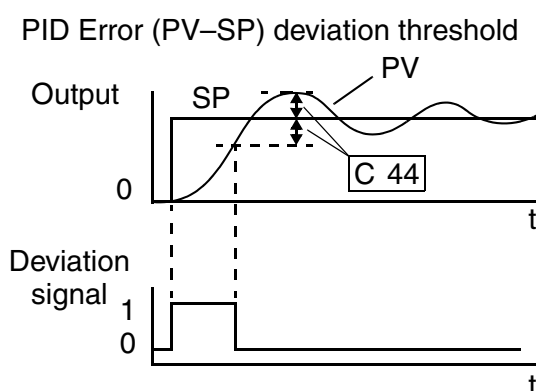 PID Error (PV–SP) deviation threshold
PV
Output
SP
C 44
0
t
Deviation
signal
1
0
t